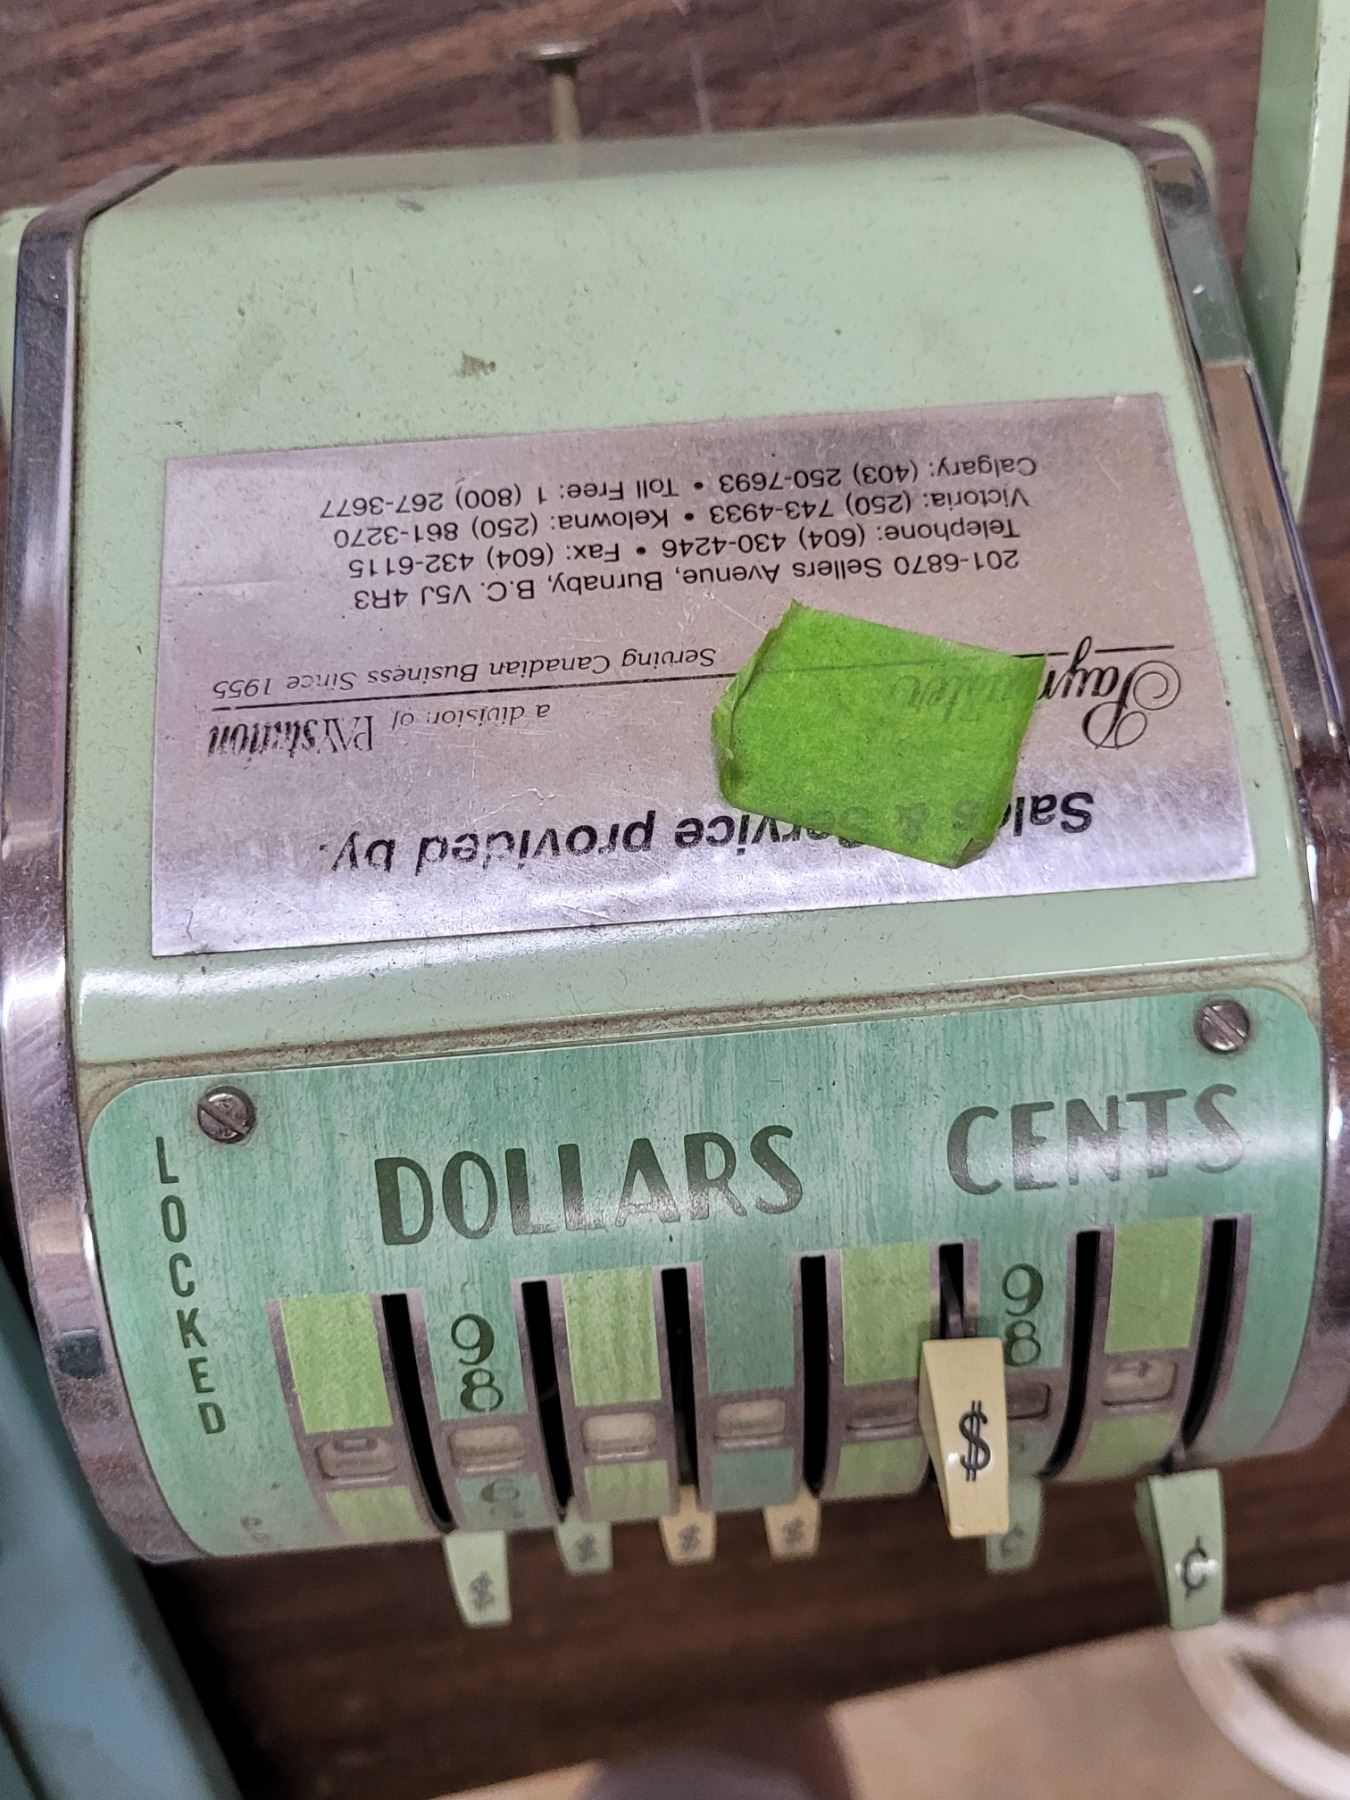 Sales & Service provided by:
Paymaster
a division of PAYstation
Serving Canadian Business Since 1955
201-6870 Sellers Avenue, Burnaby, B.C. V5J 4R3
Telephone: (604) 430-4246 • Fax: (604) 432-6115
Victoria: (250) 743-4933 • Kelowna: (250) 861-3270
Calgary: (403) 250-7693 • Toll Free: 1 (800) 267-3677
LOCKED
DOLLARS CENTS
9 9
8 8
$ $ $ $ $ ¢ ¢